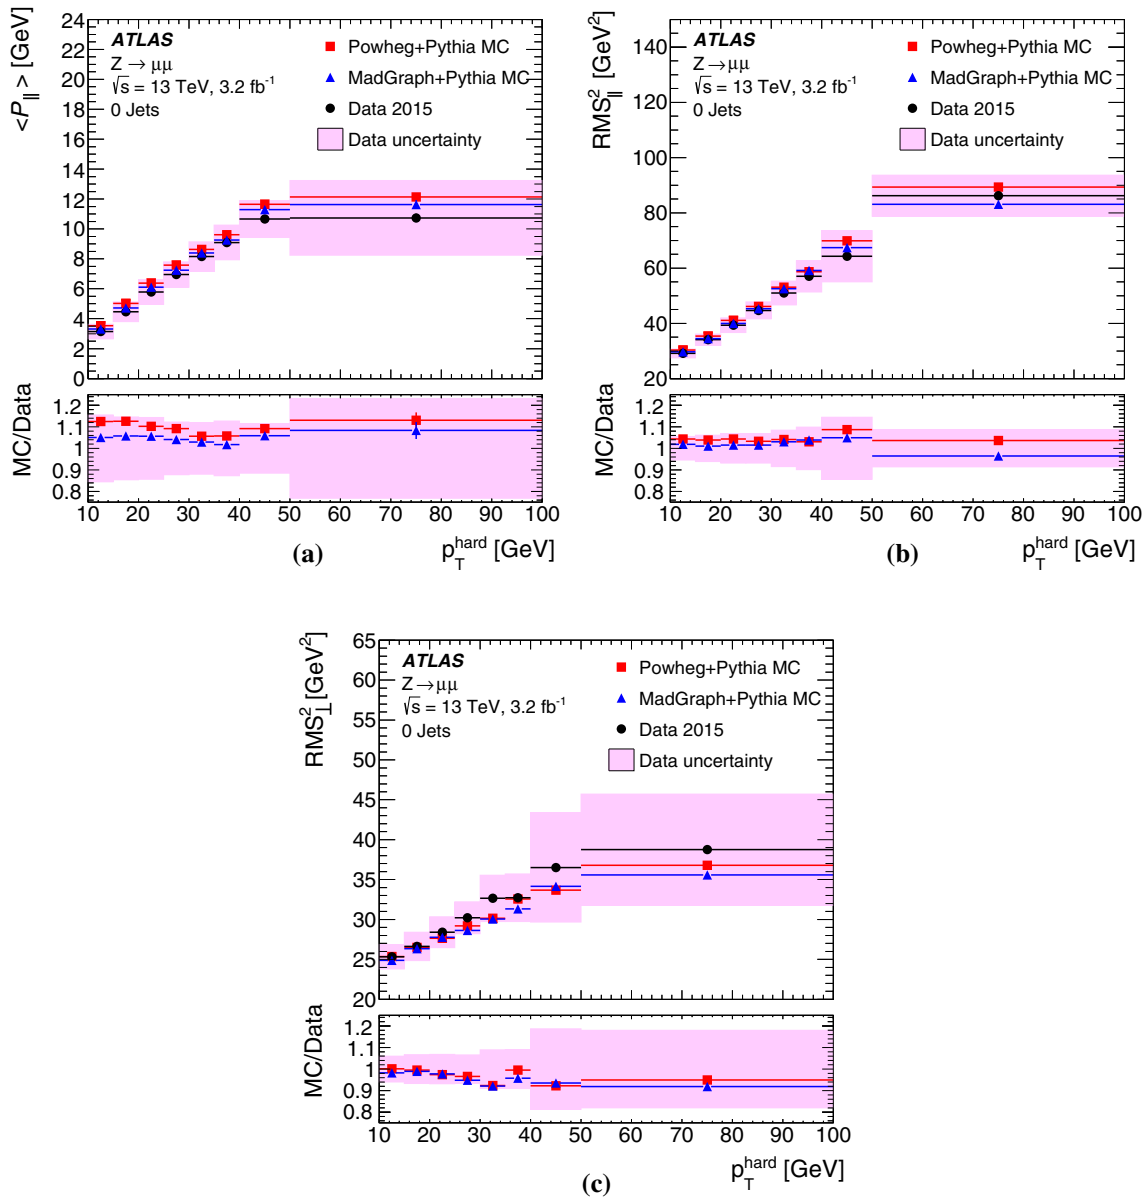 <P∥> [GeV]
24
22
20
18
16
14
12
10
8
6
4
2
0
ATLAS
Z → μμ
√s = 13 TeV, 3.2 fb-1
0 Jets
Powheg+Pythia MC
MadGraph+Pythia MC
Data 2015
Data uncertainty
MC/Data
1.2
1.1
1
0.9
0.8
10 20 30 40 50 60 70 80 90 100
pT hard [GeV]
(a)
RMS∥2 [GeV2]
140
120
100
80
60
40
20
ATLAS
Z → μμ
√s = 13 TeV, 3.2 fb-1
0 Jets
Powheg+Pythia MC
MadGraph+Pythia MC
Data 2015
Data uncertainty
MC/Data
1.2
1.1
1
0.9
0.8
10 20 30 40 50 60 70 80 90 100
pT hard [GeV]
(b)
RMS⊥2 [GeV2]
65
60
55
50
45
40
35
30
25
20
ATLAS
Z → μμ
√s = 13 TeV, 3.2 fb-1
0 Jets
Powheg+Pythia MC
MadGraph+Pythia MC
Data 2015
Data uncertainty
MC/Data
1.2
1.1
1
0.9
0.8
10 20 30 40 50 60 70 80 90 100
pT hard [GeV]
(c)